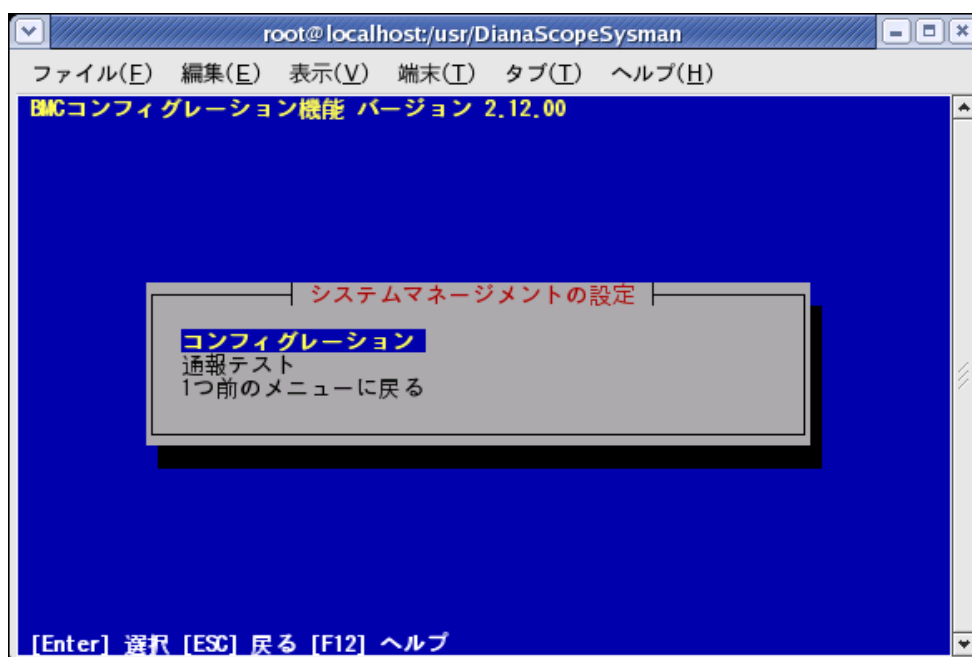 root@localhost:/usr/DianaScopeSysman
ファイル(F) 編集(E) 表示(V) 端末(T) タブ(T) ヘルプ(H)
BMCコンフィグレーション機能 バージョン 2.12.00
システムマネージメントの設定
コンフィグレーション
通報テスト
1つ前のメニューに戻る
[Enter] 選択 [ESC] 戻る [F12] ヘルプ